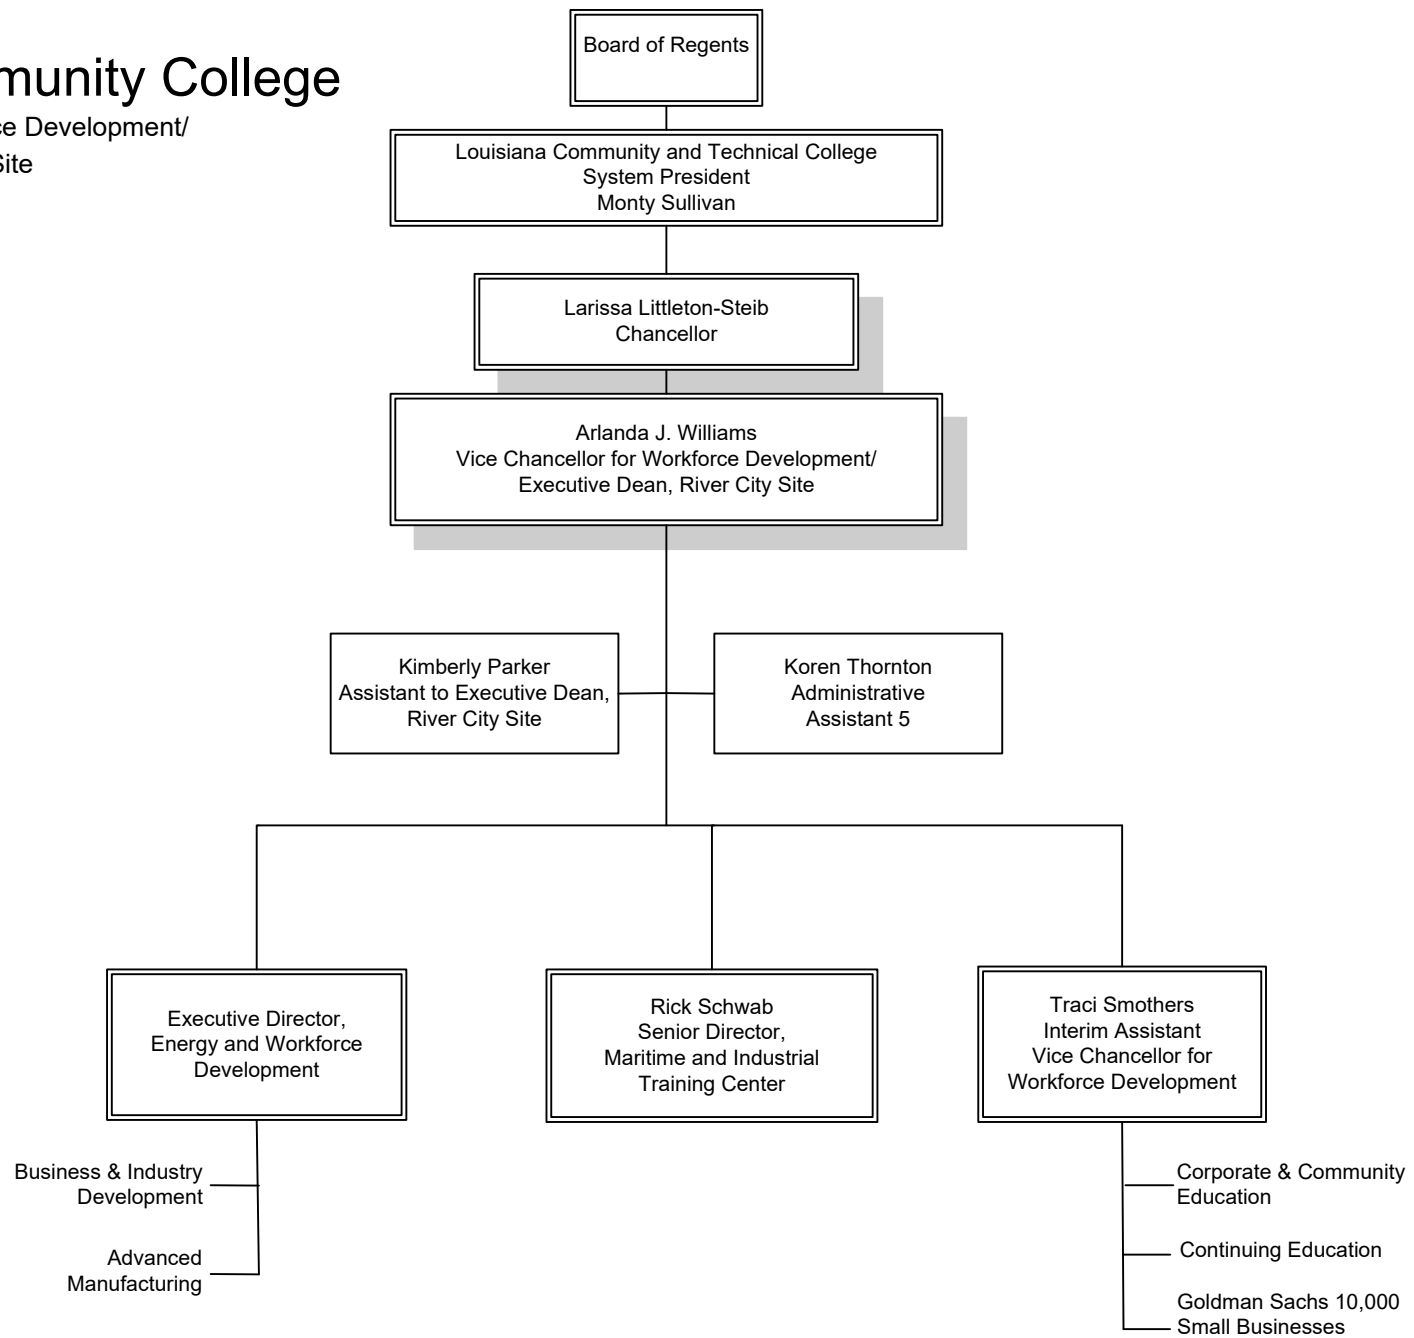 munity College
ce Development/
Site
Board of Regents
Louisiana Community and Technical College
System President
Monty Sullivan
Larissa Littleton-Steib
Chancellor
Arlanda J. Williams
Vice Chancellor for Workforce Development/
Executive Dean, River City Site
Kimberly Parker
Assistant to Executive Dean,
River City Site
Koren Thornton
Administrative
Assistant 5
Executive Director,
Energy and Workforce
Development
Rick Schwab
Senior Director,
Maritime and Industrial
Training Center
Traci Smothers
Interim Assistant
Vice Chancellor for
Workforce Development
Business & Industry
Development
Advanced
Manufacturing
Corporate & Community
Education
Continuing Education
Goldman Sachs 10,000
Small Businesses